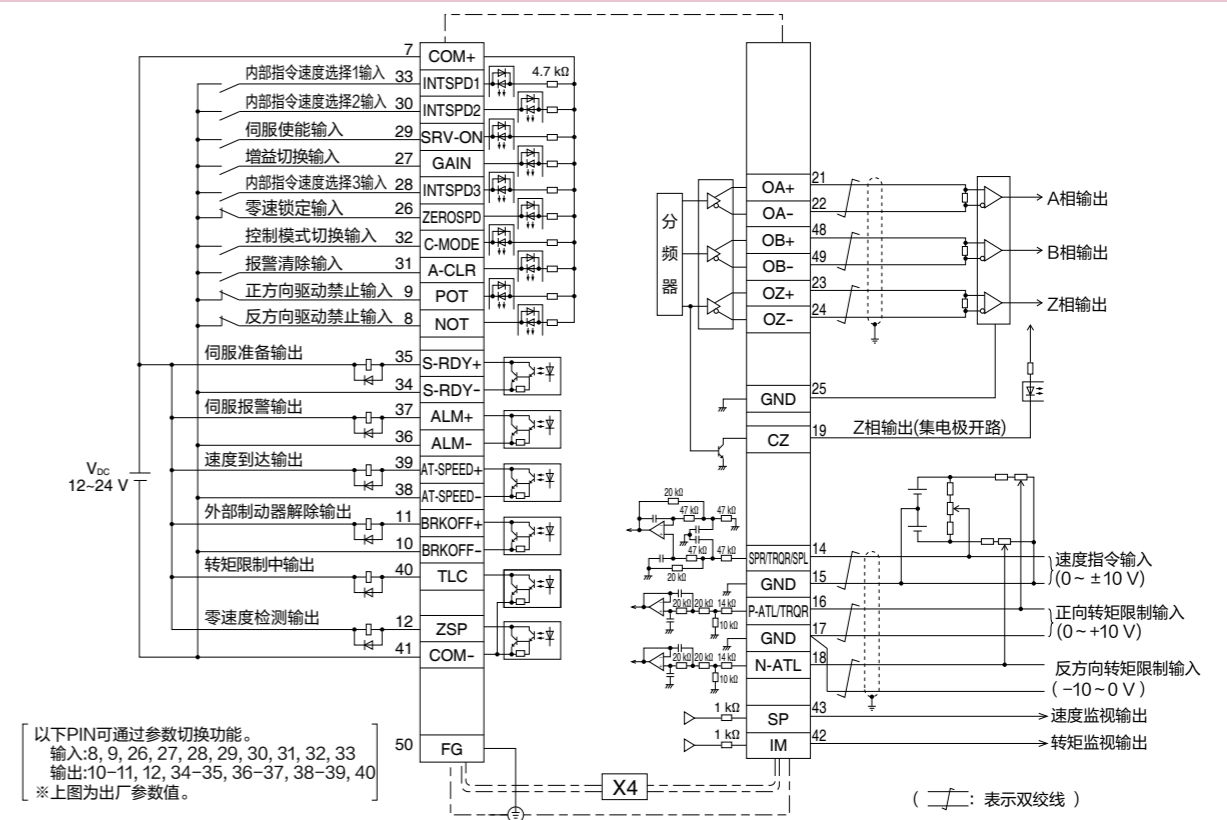 7 COM+
内部指令速度选择1输入 33 INTSPD1 4.7 kΩ
内部指令速度选择2输入 30 INTSPD2
伺服使能输入 29 SRV-ON
增益切换输入 27 GAIN
内部指令速度选择3输入 28 INTSPD3
零速锁定输入 26 ZEROSPD
控制模式切换输入 32 C-MODE
报警清除输入 31 A-CLR
正方向驱动禁止输入 9 POT
反方向驱动禁止输入 8 NOT
伺服准备输出 35 S-RDY+
34 S-RDY-
伺服报警输出 37 ALM+
36 ALM-
速度到达输出 39 AT-SPEED+
38 AT-SPEED-
外部制动器解除输出 11 BRKOFF+
10 BRKOFF-
转矩限制中输出 40 TLC
零速度检测输出 12 ZSP
41 COM-
VDC
12~24 V
50 FG
以下PIN可通过参数切换功能。
输入:8, 9, 26, 27, 28, 29, 30, 31, 32, 33
输出:10-11, 12, 34-35, 36-37, 38-39, 40
※上图为出厂参数值。
X4
分频器
OA+ 21
OA- 22
A相输出
OB+ 48
OB- 49
B相输出
OZ+ 23
OZ- 24
Z相输出
GND 25
CZ 19 Z相输出(集电极开路)
20 kΩ
47 kΩ 47 kΩ
47 kΩ 47 kΩ
20 kΩ
SPR/TRQR/SPL 14
GND 15
速度指令输入
(0~ ±10 V)
20 kΩ 20 kΩ 14 kΩ
10 kΩ
P-ATL/TRQR 16
GND 17
正向转矩限制输入
(0~+10 V)
20 kΩ 20 kΩ 14 kΩ
10 kΩ
N-ATL 18
反方向转矩限制输入
( -10~0 V )
1 kΩ SP 43 速度监视输出
1 kΩ IM 42 转矩监视输出
( : 表示双绞线 )